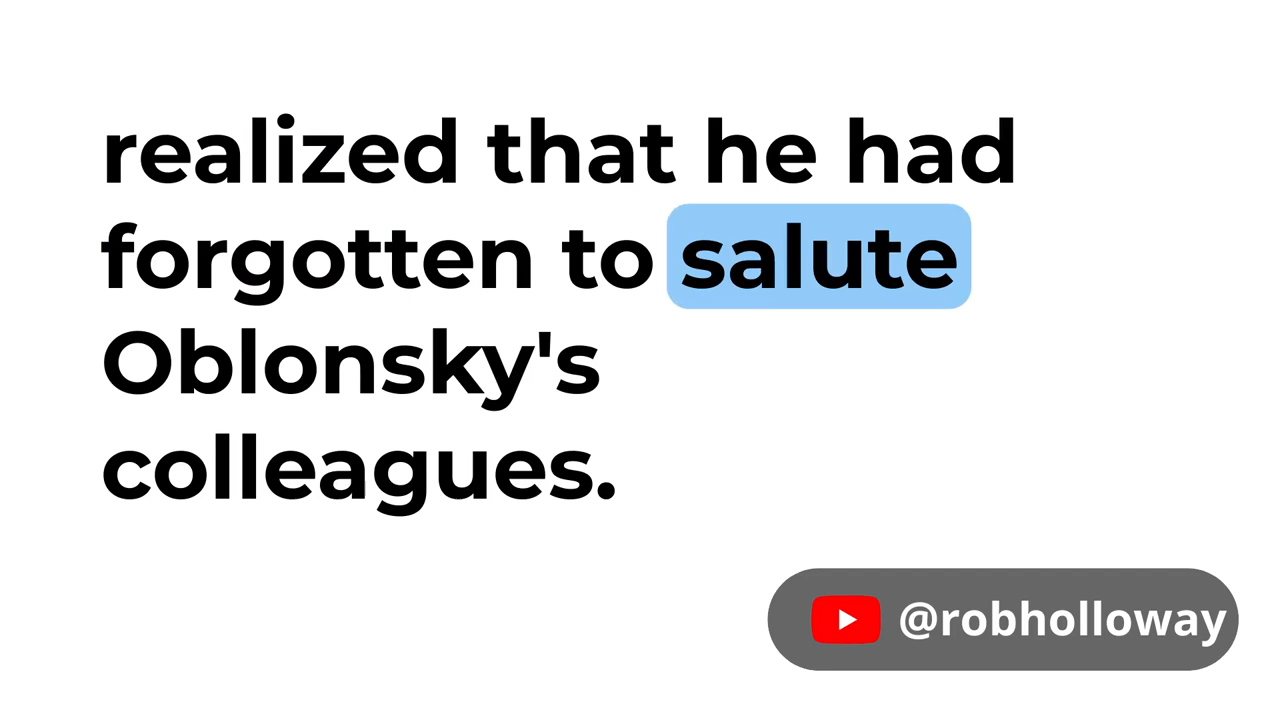 realized that he had
forgotten to salute
Oblonsky's
colleagues.
@robholloway